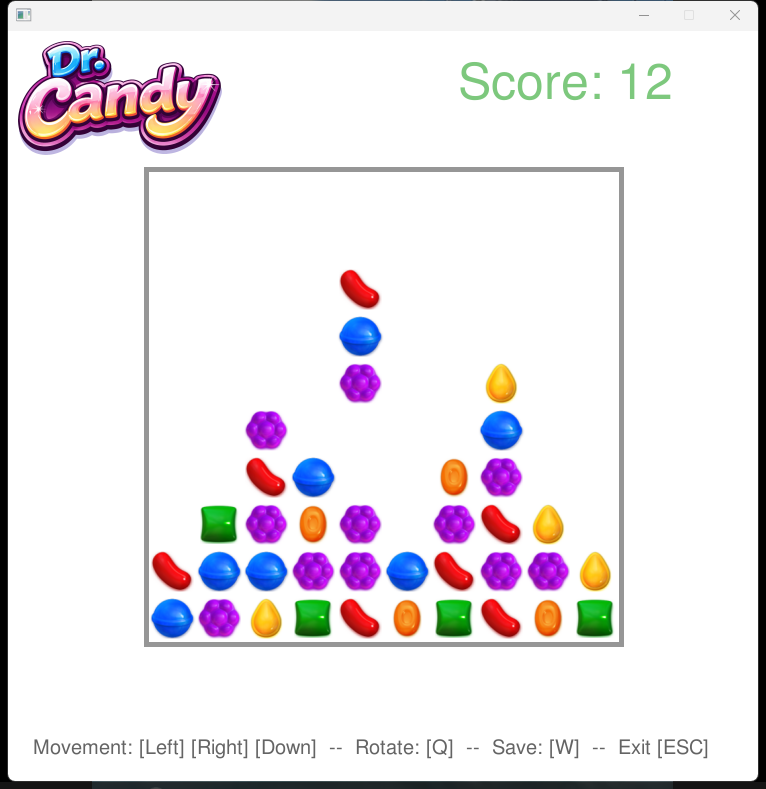 Dr.
Candy
Score: 12
Movement: [Left] [Right] [Down]  --  Rotate: [Q]  --  Save: [W]  --  Exit [ESC]